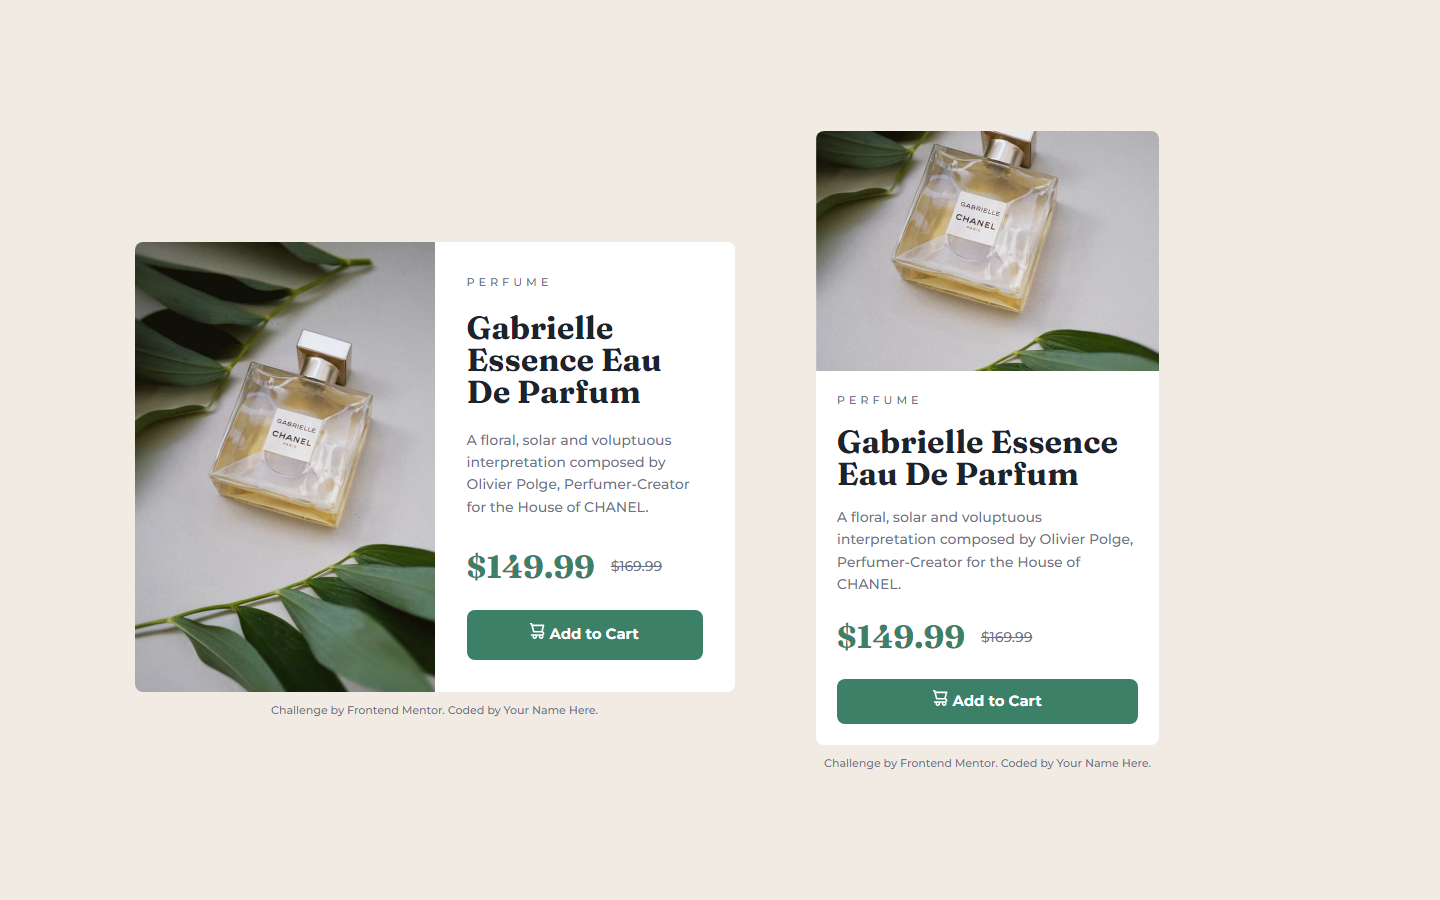 GABRIELLE
CHANEL
PARIS
PERFUME
Gabrielle
Essence Eau
De Parfum
A floral, solar and voluptuous
interpretation composed by
Olivier Polge, Perfumer-Creator
for the House of CHANEL.
$149.99 $169.99
Add to Cart
Challenge by Frontend Mentor. Coded by Your Name Here.
GABRIELLE
CHANEL
PARIS
PERFUME
Gabrielle Essence
Eau De Parfum
A floral, solar and voluptuous
interpretation composed by Olivier Polge,
Perfumer-Creator for the House of
CHANEL.
$149.99 $169.99
Add to Cart
Challenge by Frontend Mentor. Coded by Your Name Here.